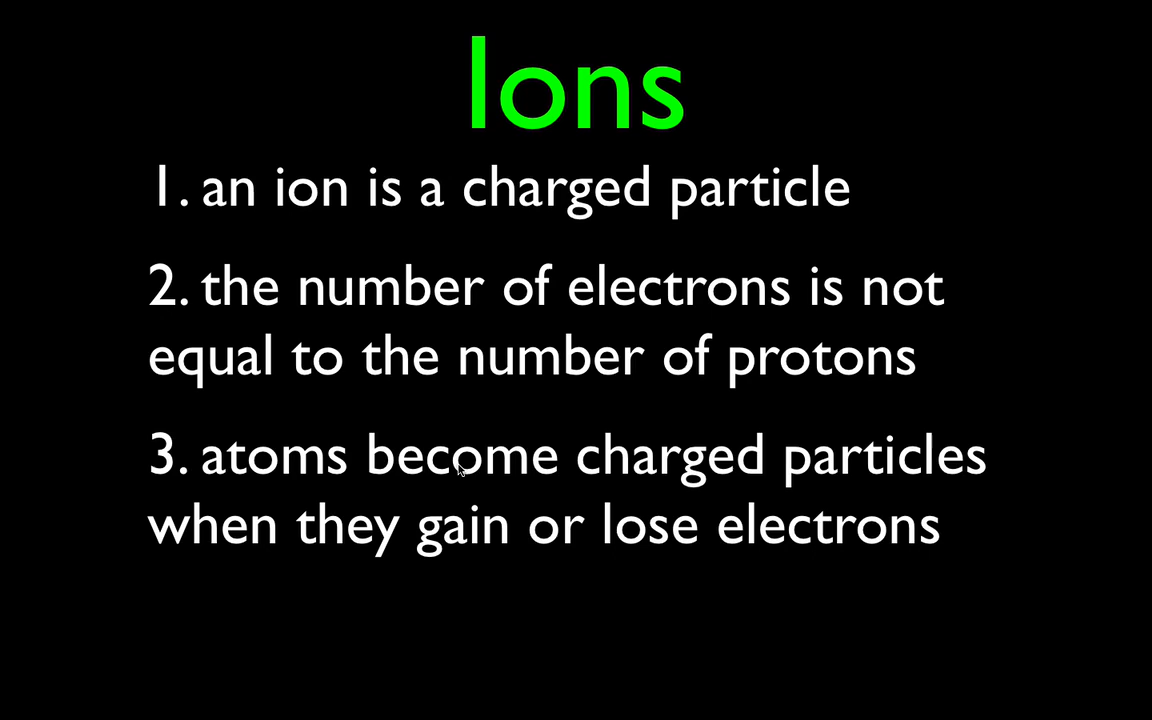 Ions
1. an ion is a charged particle
2. the number of electrons is not
equal to the number of protons
3. atoms become charged particles
when they gain or lose electrons